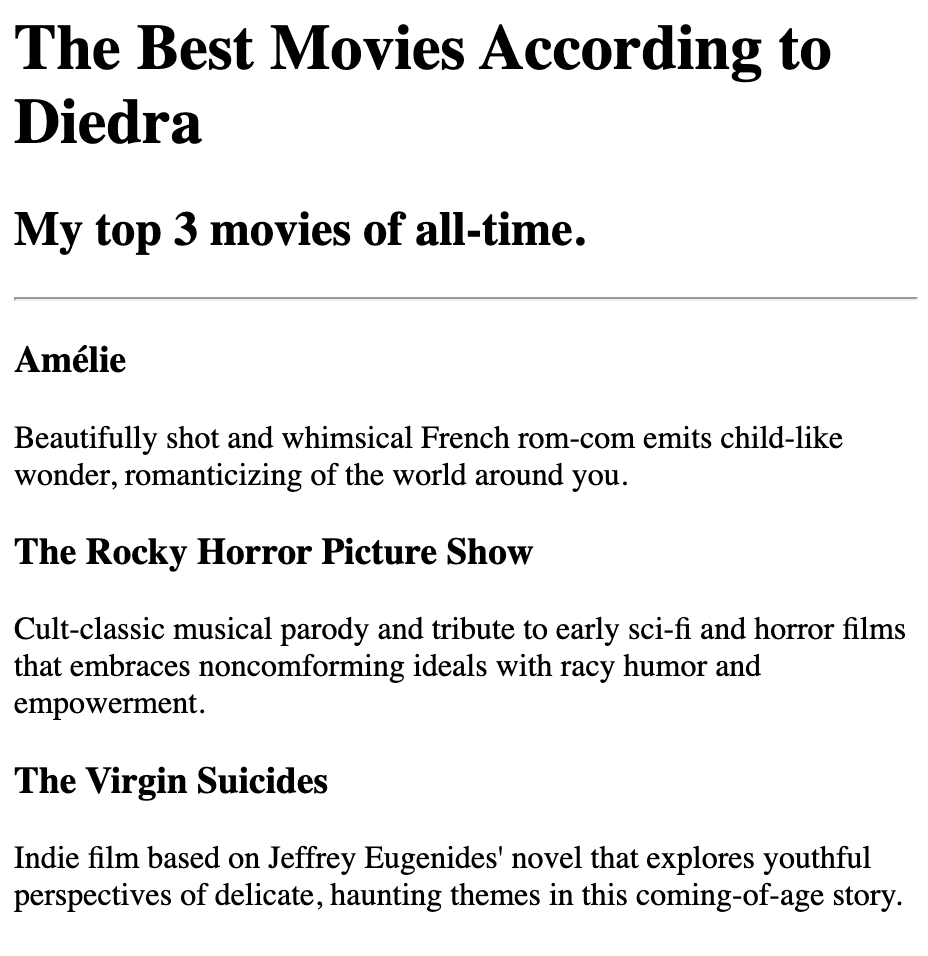 The Best Movies According to
Diedra
My top 3 movies of all-time.
Amélie
Beautifully shot and whimsical French rom-com emits child-like
wonder, romanticizing of the world around you.
The Rocky Horror Picture Show
Cult-classic musical parody and tribute to early sci-fi and horror films
that embraces noncomforming ideals with racy humor and
empowerment.
The Virgin Suicides
Indie film based on Jeffrey Eugenides' novel that explores youthful
perspectives of delicate, haunting themes in this coming-of-age story.